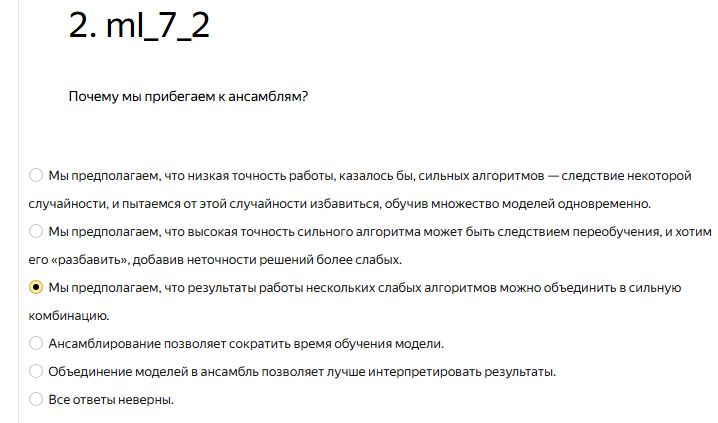 2. ml_7_2
Почему мы прибегаем к ансамблям?
Мы предполагаем, что низкая точность работы, казалось бы, сильных алгоритмов — следствие некоторой
случайности, и пытаемся от этой случайности избавиться, обучив множество моделей одновременно.
Мы предполагаем, что высокая точность сильного алгоритма может быть следствием переобучения, и хотим
его «разбавить», добавив неточности решений более слабых.
Мы предполагаем, что результаты работы нескольких слабых алгоритмов можно объединить в сильную
комбинацию.
Ансамблирование позволяет сократить время обучения модели.
Объединение моделей в ансамбль позволяет лучше интерпретировать результаты.
Все ответы неверны.